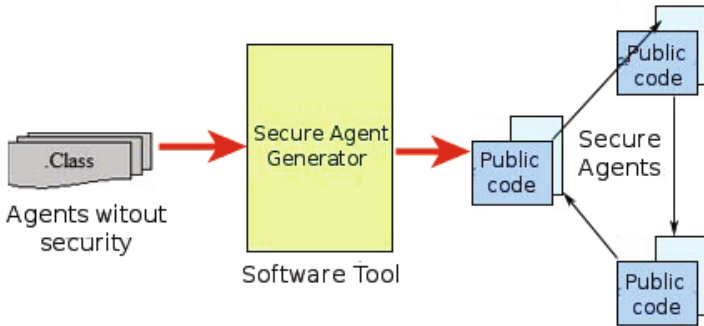 .Class
Agents witout
security
Secure Agent
Generator
Software Tool
Public
code
Public
code
Secure
Agents
Public
code